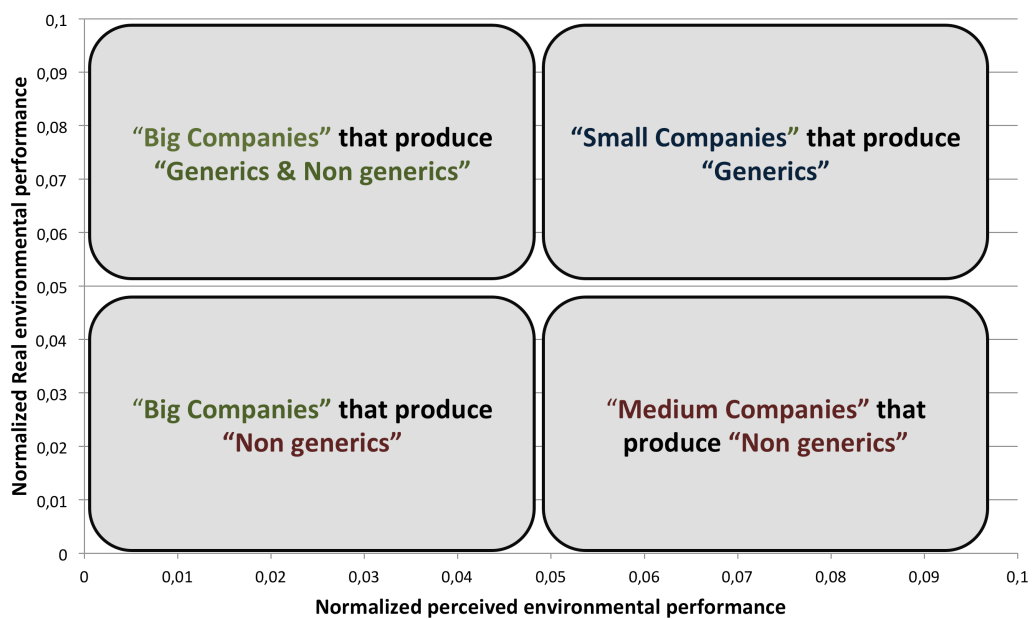 Normalized Real environmental performance
0,1
0,09
0,08
0,07
0,06
0,05
0,04
0,03
0,02
0,01
0
“Big Companies” that produce
“Generics & Non generics”
“Small Companies” that produce
“Generics”
“Big Companies” that produce
“Non generics”
“Medium Companies” that
produce “Non generics”
0
0,01
0,02
0,03
0,04
0,05
0,06
0,07
0,08
0,09
0,1
Normalized perceived environmental performance